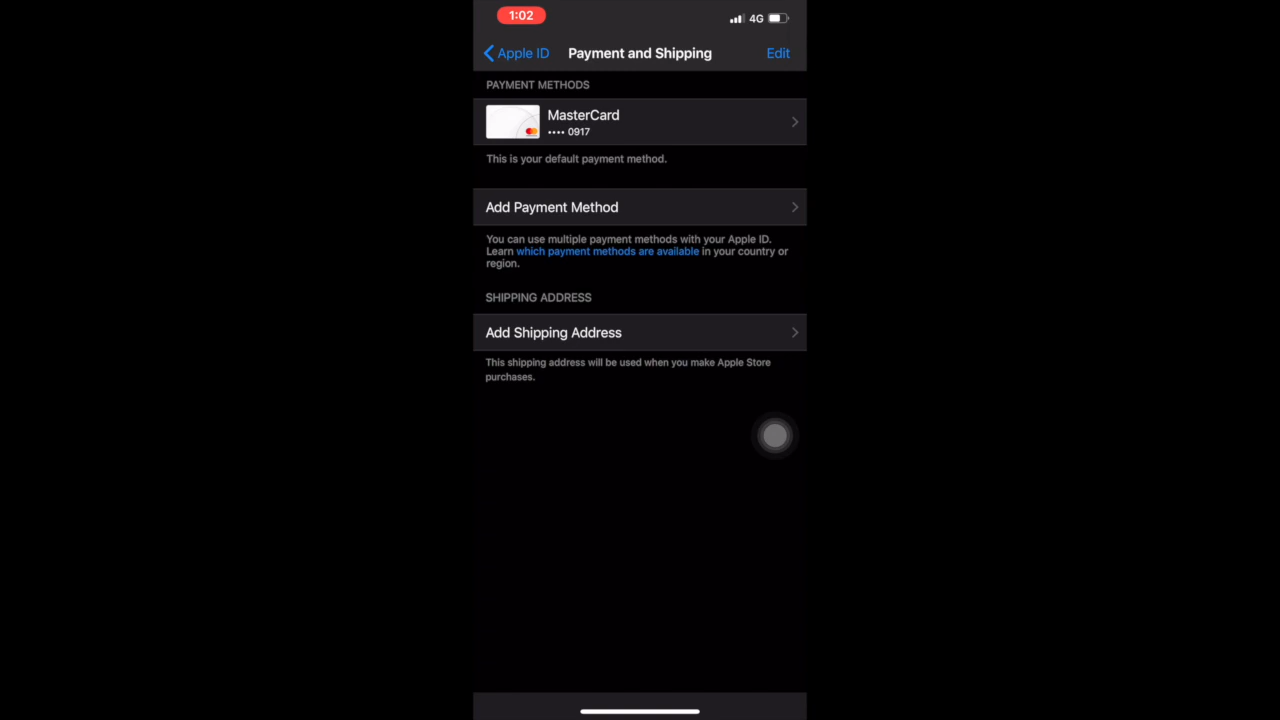 1:02
4G
Apple ID
Payment and Shipping
Edit
PAYMENT METHODS
MasterCard
•••• 0917
This is your default payment method.
Add Payment Method
You can use multiple payment methods with your Apple ID.
Learn which payment methods are available in your country or
region.
SHIPPING ADDRESS
Add Shipping Address
This shipping address will be used when you make Apple Store
purchases.